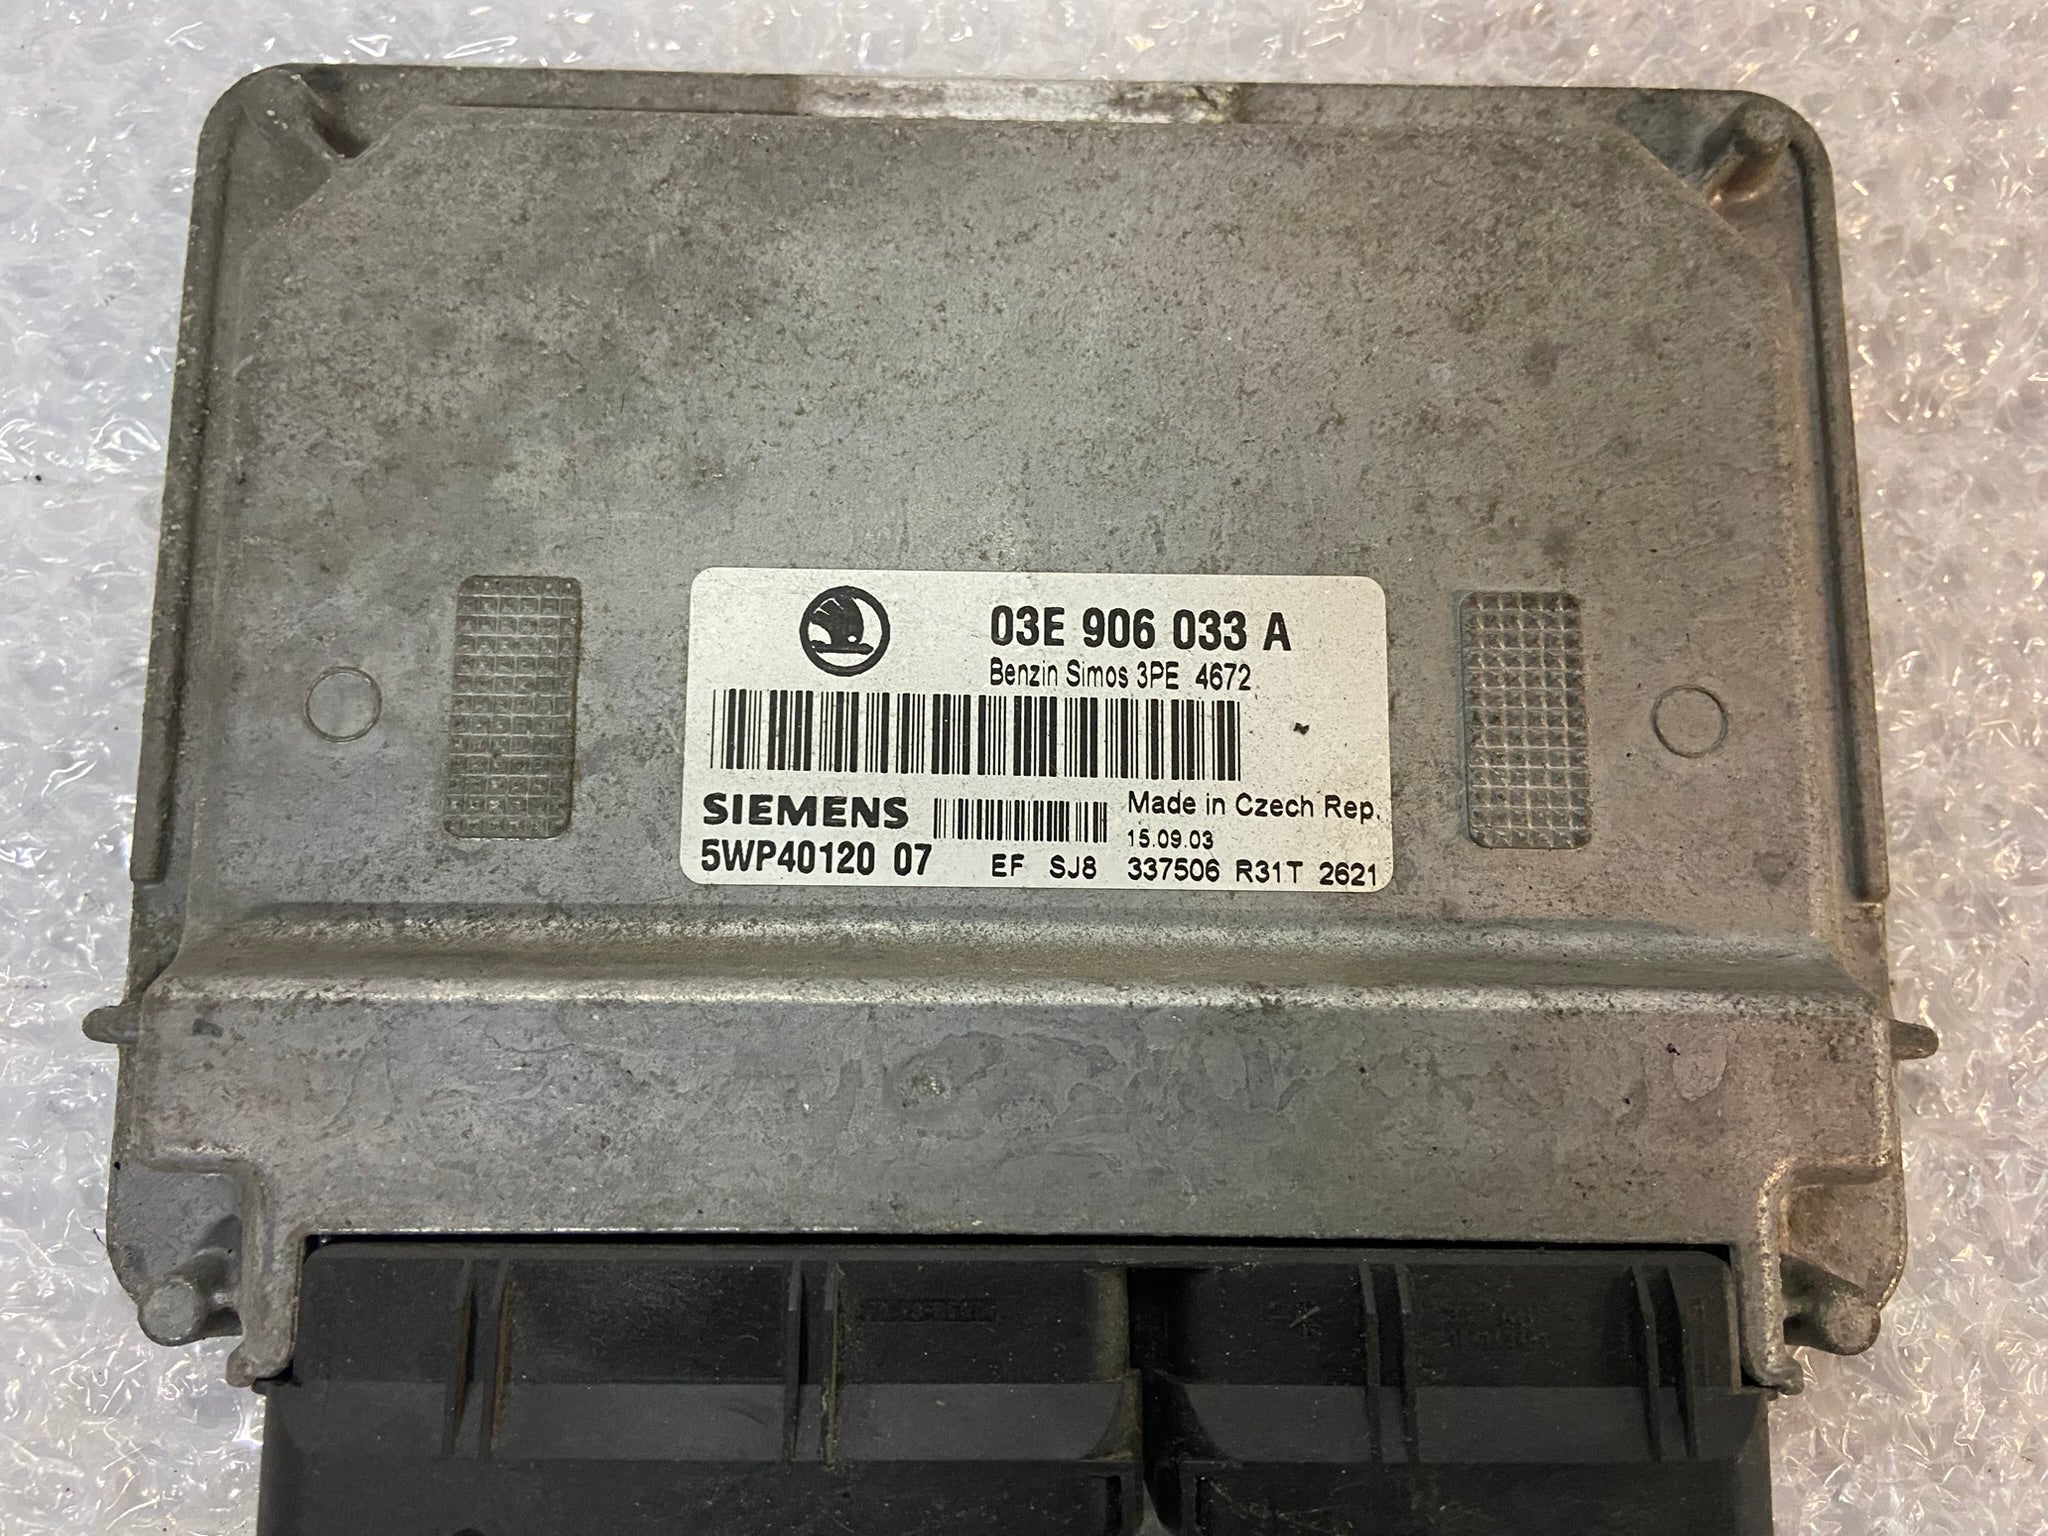 03E 906 033 A
Benzin Simos 3PE 4672
SIEMENS
Made in Czech Rep.
15.09.03
5WP40120 07
EF SJ8 337506 R31T 2621